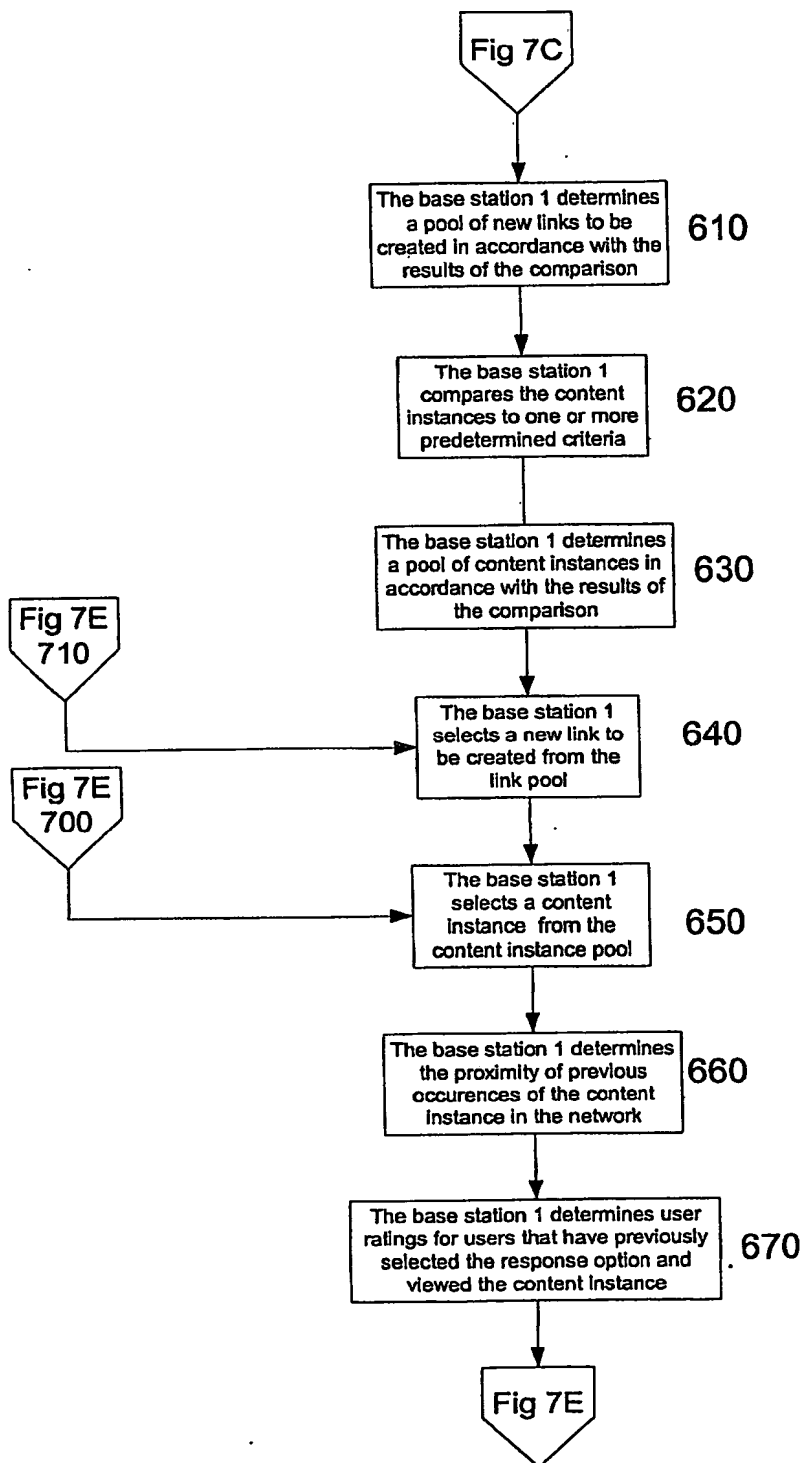 Fig 7C
The base station 1 determines
a pool of new links to be
created in accordance with the
results of the comparison
610
The base station 1
compares the content
instances to one or more
predetermined criteria
620
The base station 1 determines
a pool of content instances in
accordance with the results of
the comparison
630
Fig 7E
710
The base station 1
selects a new link to
be created from the
link pool
640
Fig 7E
700
The base station 1
selects a content
instance from the
content instance pool
650
The base station 1 determines
the proximity of previous
occurences of the content
instance in the network
660
The base station 1 determines user
ratings for users that have previously
selected the response option and
viewed the content instance
670
Fig 7E